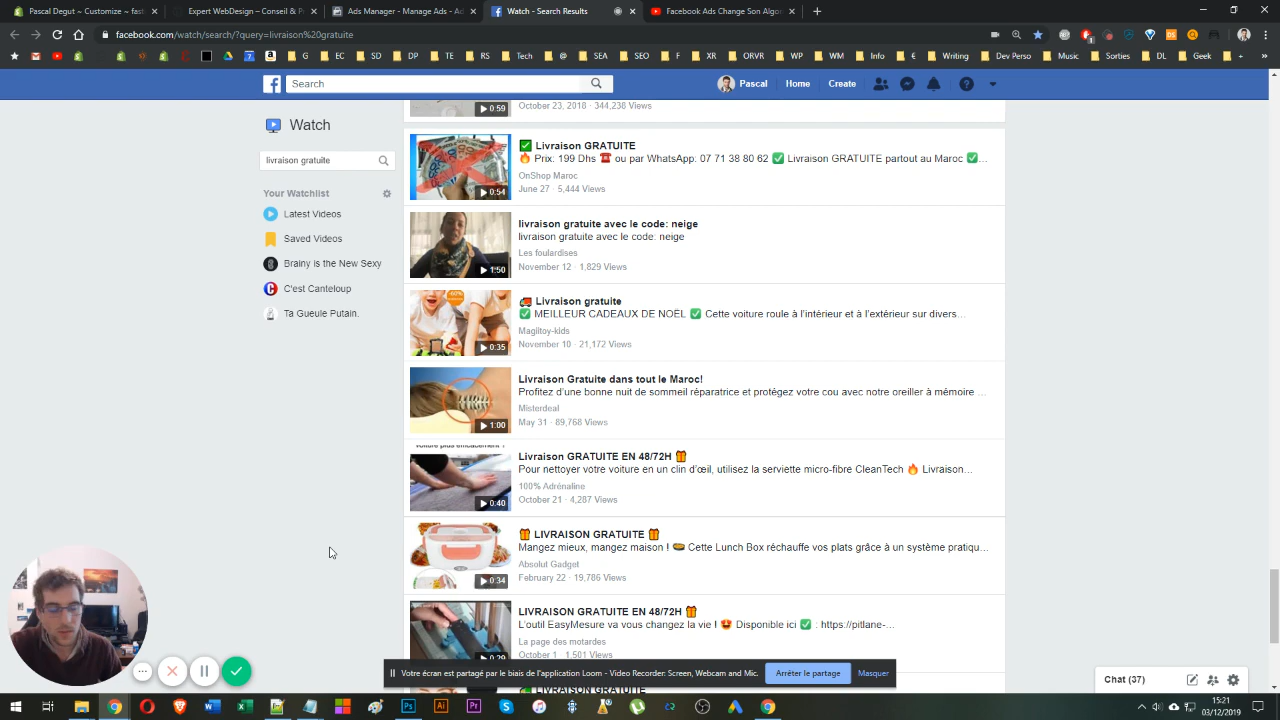 Pascal Degut ~ Customize ~ Test
Expert WebDesign – Conseil & P
Ads Manager - Manage Ads - Ad
Watch - Search Results
Facebook Ads Change Son Algor
facebook.com/watch/search/?query=livraison%20gratuite
G EC SD DP TE RS Tech @ SEA SEO F X ORVR WP WM MA € Writing Dev Perso Music Sorties DL Geek +
Search
Pascal Home Create
Watch
livraison gratuite
Your Watchlist
Latest Videos
Saved Videos
Brainy is the New Sexy
C'est Canteloup
Ta Gueule Putain.
0:59
October 23, 2018 · 344,238 Views
✅ Livraison GRATUITE
🔥 Prix: 199 Dhs ☎ ou par WhatsApp: 07 71 38 80 62 ✅ Livraison GRATUITE partout au Maroc ✅...
OnShop Maroc
June 27 · 5,444 Views
0:54
livraison gratuite avec le code: neige
livraison gratuite avec le code: neige
Les foulardises
November 12 · 1,829 Views
1:50
🚚 Livraison gratuite
✅ MEILLEUR CADEAUX DE NOËL ✅ Cette voiture roule à l'intérieur et à l'extérieur sur divers...
Magiitoy-kids
November 10 · 21,172 Views
-60%
0:35
Livraison Gratuite dans tout le Maroc!
Profitez d'une bonne nuit de sommeil réparatrice et protégez votre cou avec notre oreiller à mémoire ...
Misterdeal
May 31 · 89,768 Views
1:00
Livraison GRATUITE EN 48/72H 🎁
Pour nettoyer votre voiture en un clin d'œil, utilisez la serviette micro-fibre CleanTech 🔥 Livraison...
100% Adrénaline
October 21 · 4,287 Views
0:40
🎁 LIVRAISON GRATUITE 🎁
Mangez mieux, mangez maison ! 🍲 Cette Lunch Box réchauffe vos plats grâce à un système pratiqu...
Absolut Gadget
February 22 · 19,786 Views
0:34
LIVRAISON GRATUITE EN 48/72H 🎁
L'outil EasyMesure va vous changez la vie ! 😍 Disponible ici ✅ : https://pitlane-...
La page des motardes
October 1 · 1,501 Views
0:29
Votre écran est partagé par le biais de l'application Loom - Video Recorder: Screen, Webcam and Mic.
Arrêter le partage
Masquer
LIVRAISON GRATUITE
Chat (37)
15:21
03/12/2019